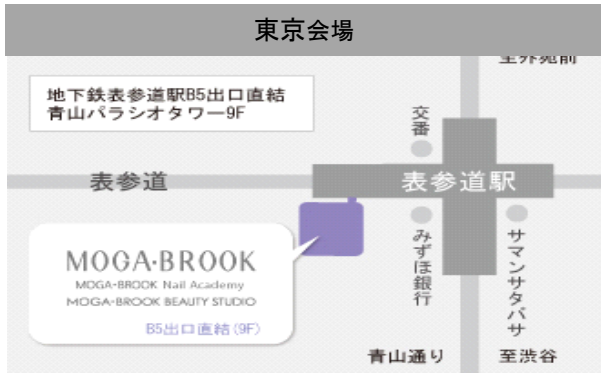 東京会場
至外苑前
地下鉄表参道駅B5出口直結
青山パラシオタワー9F
交番
表参道
表参道駅
みずほ銀行
サマンサタバサ
MOGA・BROOK
MOGA-BROOK Nail Academy
MOGA-BROOK BEAUTY STUDIO
B5出口直結(9F)
青山通り
至渋谷